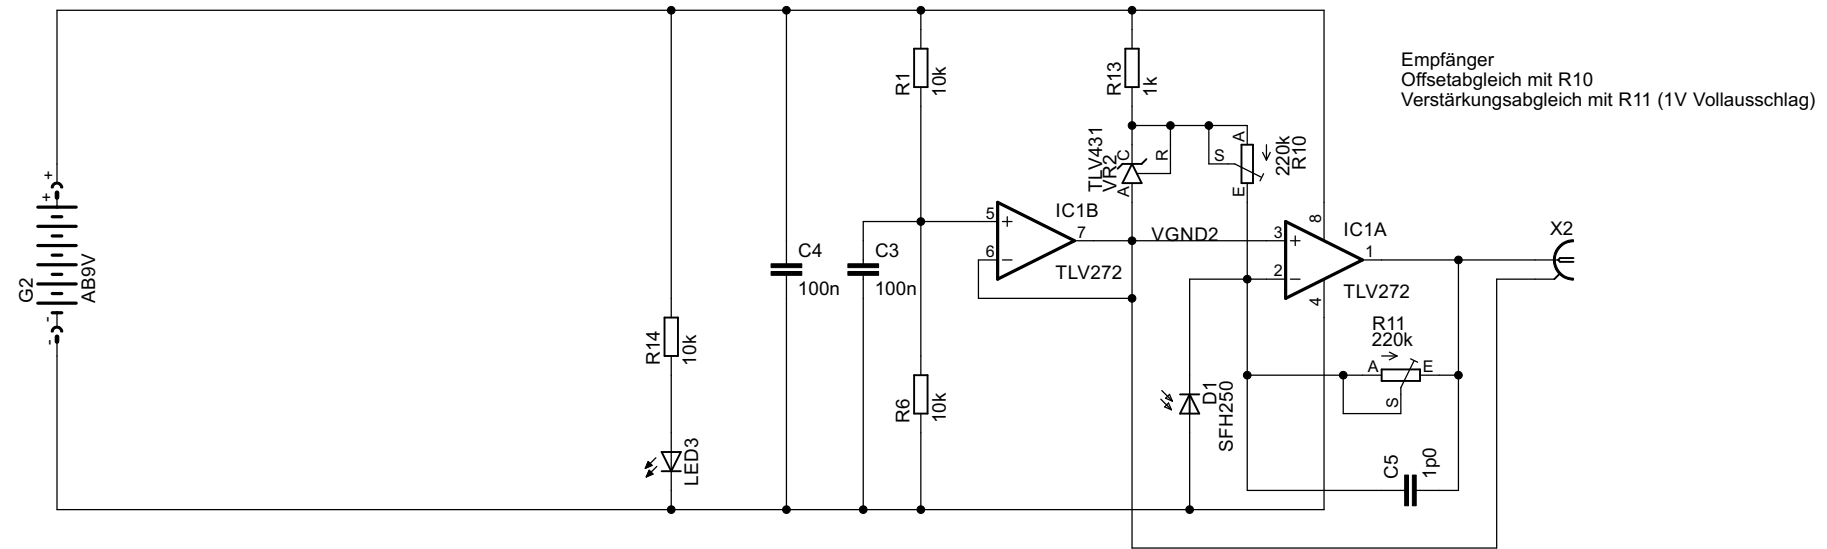 Empfänger
Offsetabgleich mit R10
Verstärkungsabgleich mit R11 (1V Vollausschlag)
R1
10k
R13
1k
TLV431
VR2
C
R
A
A
S
E
220k
R10
+
+
G2
AB9V
-
-
5
+
6
−
7
IC1B
TLV272
VGND2
3
+
2
−
8
4
1
IC1A
TLV272
X2
C4
100n
C3
100n
R14
10k
LED3
R6
10k
D1
SFH250
R11
220k
A
E
S
C5
1p0